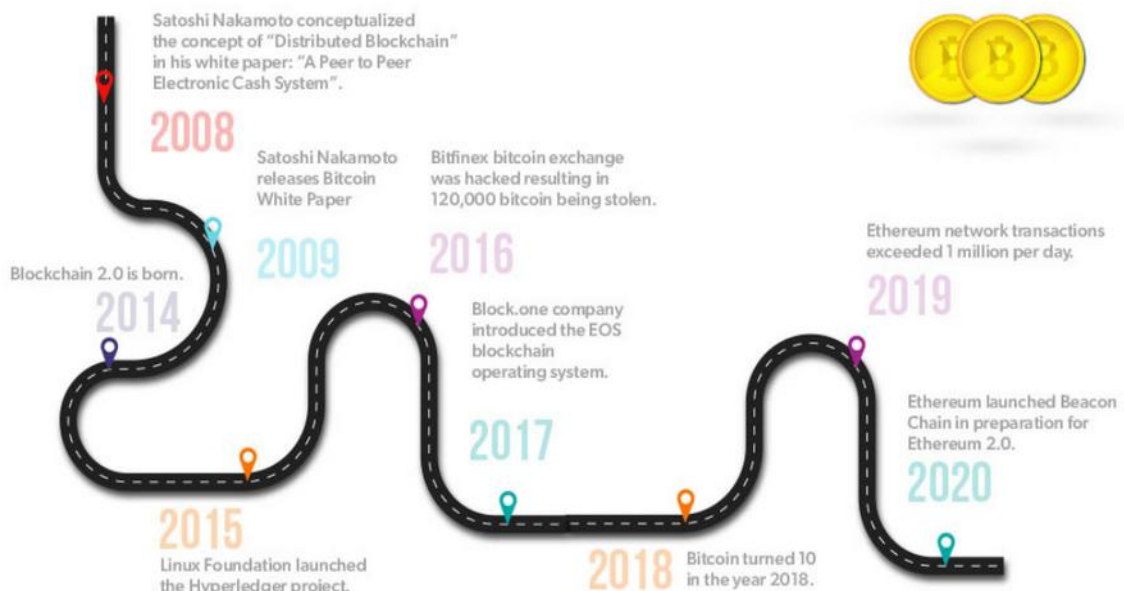 Satoshi Nakamoto conceptualized
the concept of "Distributed Blockchain"
in his white paper: "A Peer to Peer
Electronic Cash System".
2008
Satoshi Nakamoto
releases Bitcoin
White Paper
2009
Blockchain 2.0 is born.
2014
2015
Linux Foundation launched
the Hyperledger project.
Bitfinex bitcoin exchange
was hacked resulting in
120,000 bitcoin being stolen.
2016
Block.one company
introduced the EOS
blockchain
operating system.
2017
2018
Bitcoin turned 10
in the year 2018.
Ethereum network transactions
exceeded 1 million per day.
2019
Ethereum launched Beacon
Chain in preparation for
Ethereum 2.0.
2020